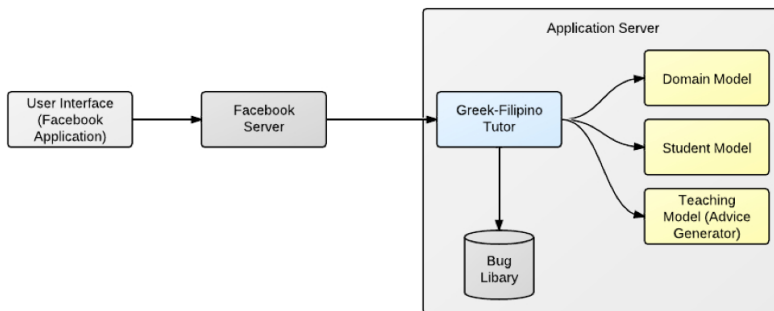 Application Server
User Interface
(Facebook
Application)
Facebook
Server
Greek-Filipino
Tutor
Domain Model
Student Model
Teaching
Model (Advice
Generator)
Bug
Libary